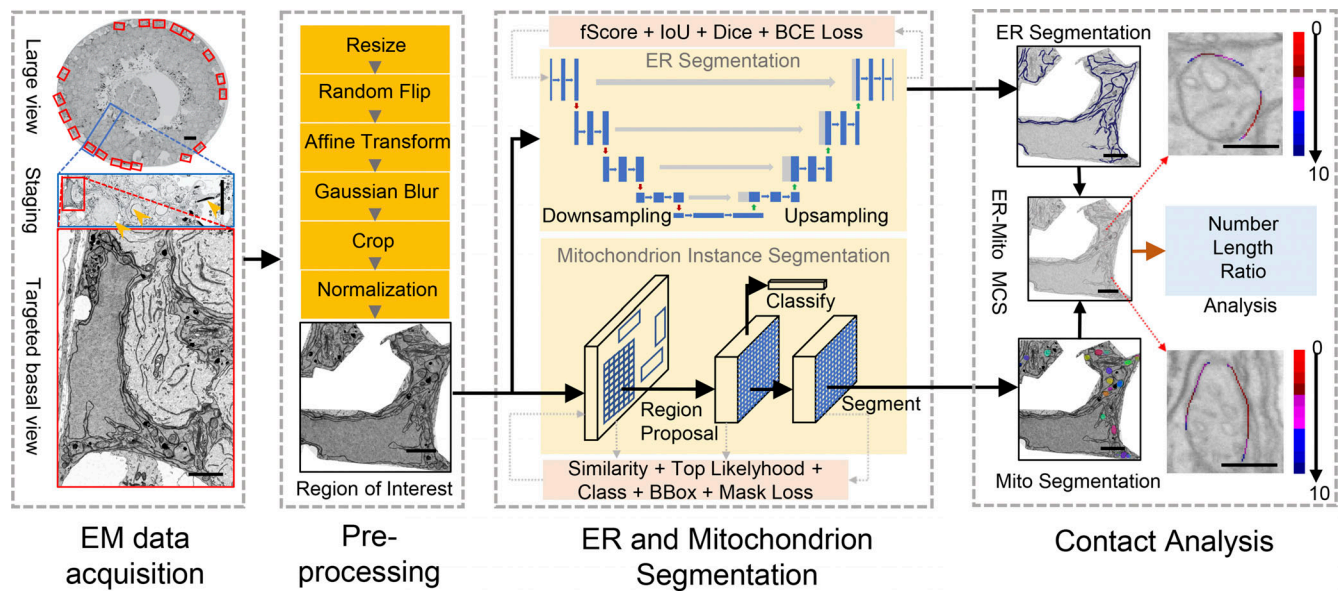 Large view
Staging
Targeted basal view
EM data
acquisition
Resize
Random Flip
Affine Transform
Gaussian Blur
Crop
Normalization
Region of Interest
Pre-
processing
fScore + IoU + Dice + BCE Loss
ER Segmentation
Downsampling
Upsampling
Mitochondrion Instance Segmentation
Classify
Region
Proposal
Segment
Similarity + Top Likelyhood +
Class + BBox + Mask Loss
ER and Mitochondrion
Segmentation
ER Segmentation
0
10
ER-Mito MCS
Number
Length
Ratio
Analysis
0
10
Mito Segmentation
Contact Analysis